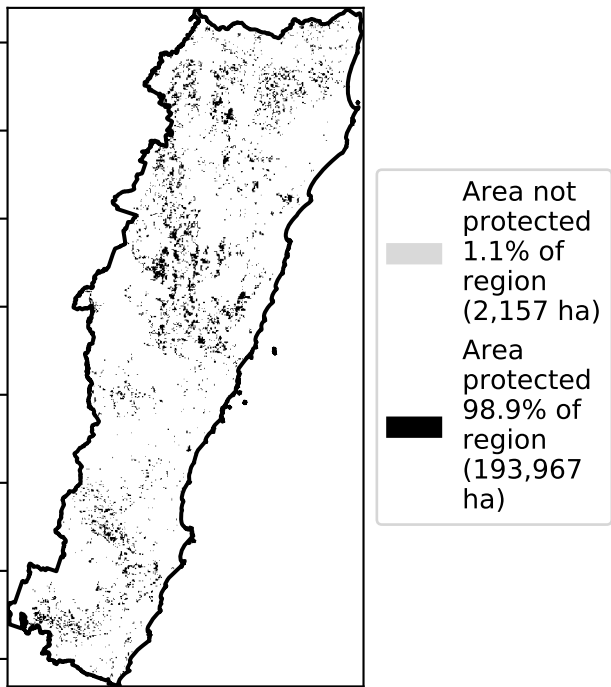 Area not
protected
1.1% of
region
(2,157 ha)
Area
protected
98.9% of
region
(193,967
ha)